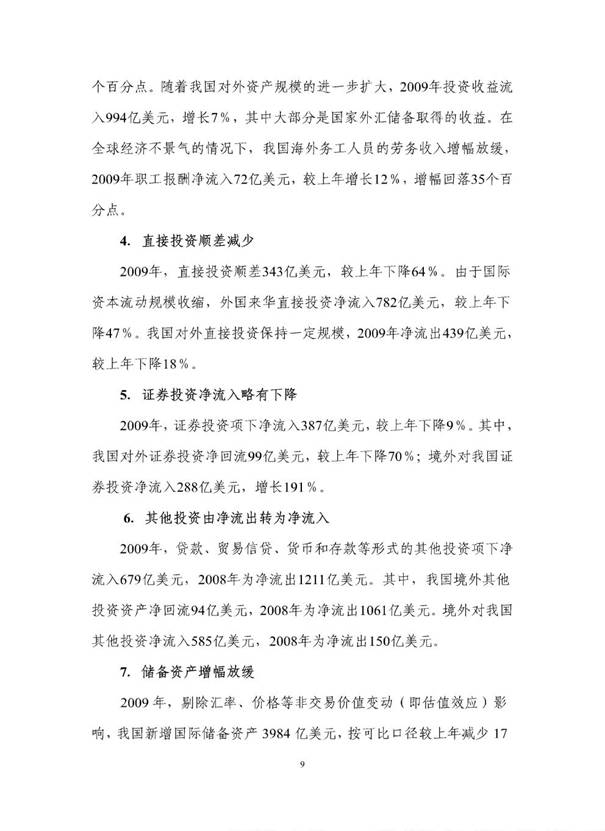 个百分点。随着我国对外资产规模的进一步扩大，2009年投资收益流
入994亿美元，增长7％，其中大部分是国家外汇储备取得的收益。在
全球经济不景气的情况下，我国海外务工人员的劳务收入增幅放缓，
2009年职工报酬净流入72亿美元，较上年增长12％，增幅回落35个百
分点。
4. 直接投资顺差减少
2009年，直接投资顺差343亿美元，较上年下降64％。由于国际
资本流动规模收缩，外国来华直接投资净流入782亿美元，较上年下
降47％。我国对外直接投资保持一定规模，2009年净流出439亿美元，
较上年下降18％。
5. 证券投资净流入略有下降
2009年，证券投资项下净流入387亿美元，较上年下降9％。其中，
我国对外证券投资净回流99亿美元，较上年下降70％；境外对我国证
券投资净流入288亿美元，增长191％。
6. 其他投资由净流出转为净流入
2009年，贷款、贸易信贷、货币和存款等形式的其他投资项下净
流入679亿美元，2008年为净流出1211亿美元。其中，我国境外其他
投资资产净回流94亿美元，2008年为净流出1061亿美元。境外对我国
其他投资净流入585亿美元，2008年为净流出150亿美元。
7. 储备资产增幅放缓
2009 年，剔除汇率、价格等非交易价值变动（即估值效应）影
响，我国新增国际储备资产 3984 亿美元，按可比口径较上年减少 17
9